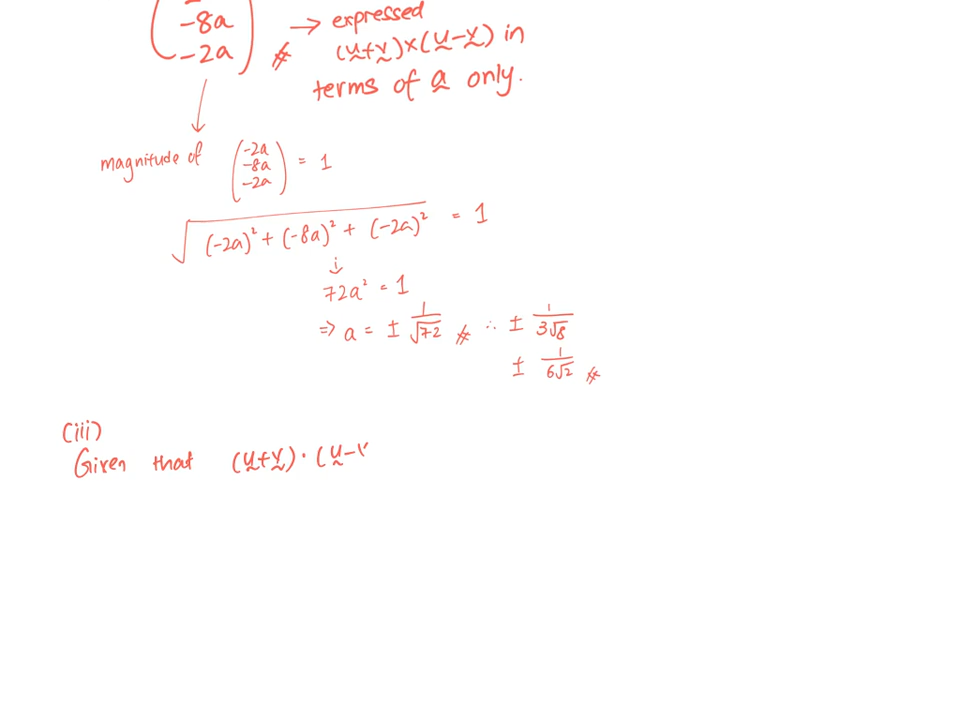 -8a
-2a
→ expressed
(u+v)×(u-v) in
terms of a only.
magnitude of (-2a -8a -2a) = 1
√((-2a)² + (-8a)² + (-2a)²) = 1
↓
72a² = 1
⇒ a = ± 1/√72 ∴ ± 1/3√8
± 1/6√2
(iii)
Given that (u+v)·(u-v